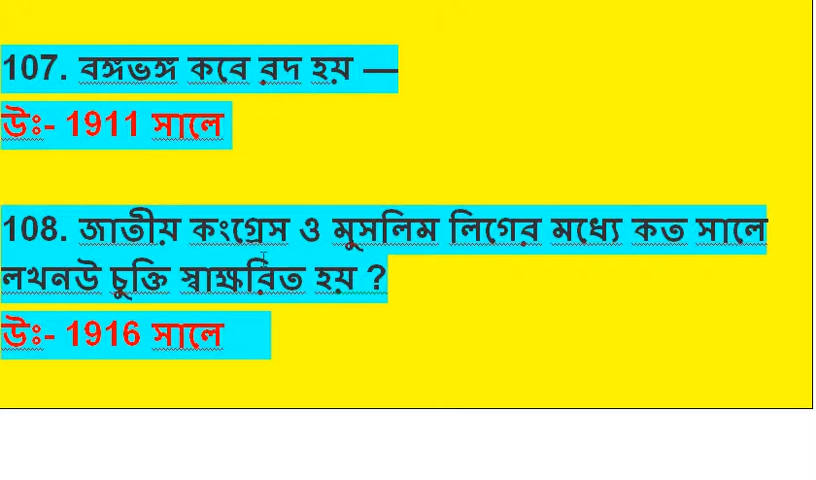 107. বঙ্গভঙ্গ কবে রদ হয় —
উঃ- 1911 সালে
108. জাতীয় কংগ্রেস ও মুসলিম লিগের মধ্যে কত সালে
লখনউ চুক্তি স্বাক্ষরিত হয় ?
উঃ- 1916 সালে